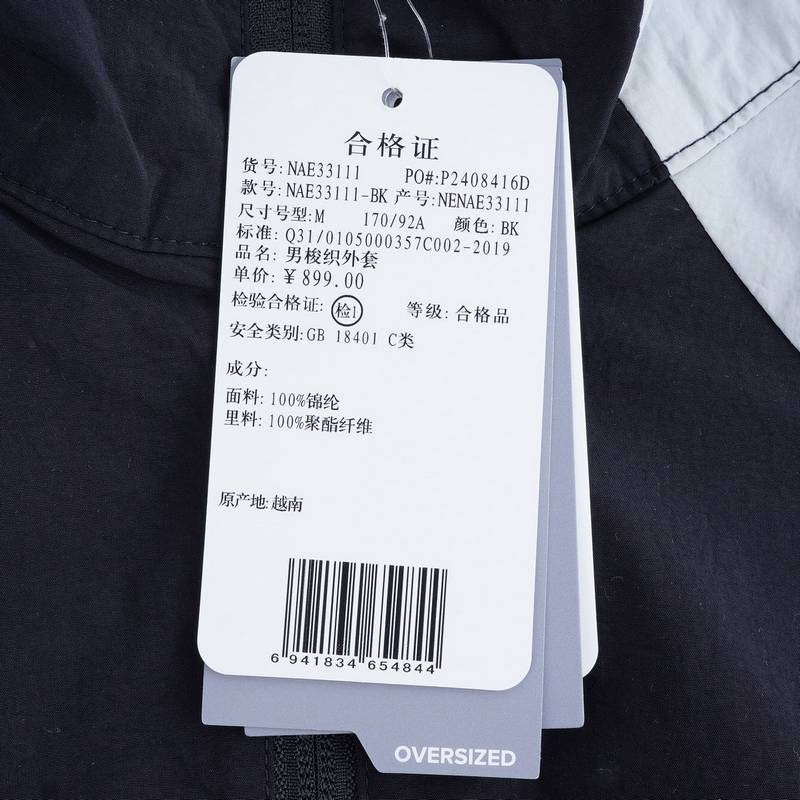 合格证
货号: NAE33111 PO#:P2408416D
款号: NAE33111-BK 产号: NENAE33111
尺寸号型: M 170/92A 颜色: BK
标准: Q31/0105000357C002-2019
品名: 男梭织外套
单价: ¥ 899.00
检验合格证: 检1 等级: 合格品
安全类别: GB 18401 C类
成分:
面料: 100%锦纶
里料: 100%聚酯纤维
原产地: 越南
6 941834 654844
OVERSIZED